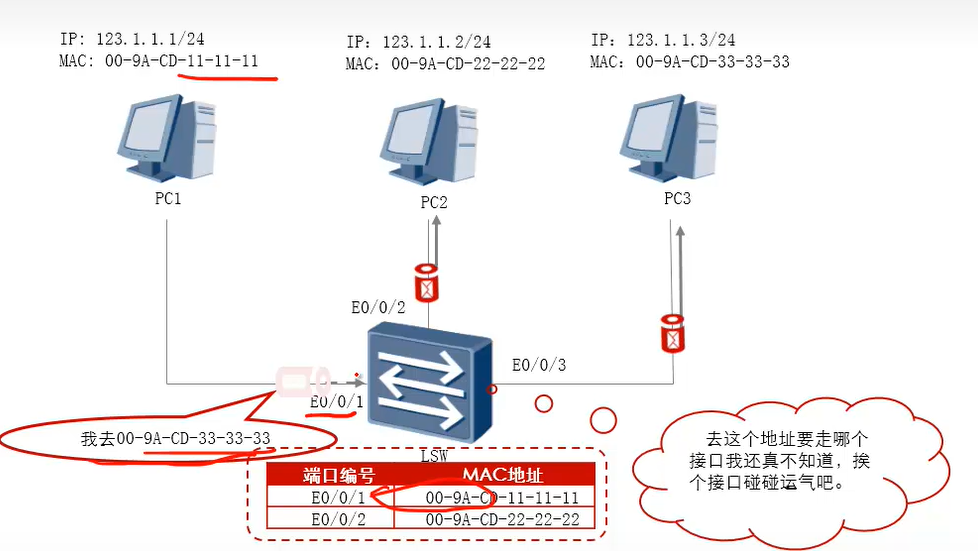 IP: 123.1.1.1/24
MAC: 00-9A-CD-11-11-11
IP: 123.1.1.2/24
MAC: 00-9A-CD-22-22-22
IP: 123.1.1.3/24
MAC: 00-9A-CD-33-33-33
PC1
PC2
PC3
E0/0/2
E0/0/3
E0/0/1
我去00-9A-CD-33-33-33
去这个地址要走哪个
接口我还真不知道，挨
个接口碰碰运气吧。
LSW
端口编号 MAC地址
E0/0/1 00-9A-CD-11-11-11
E0/0/2 00-9A-CD-22-22-22